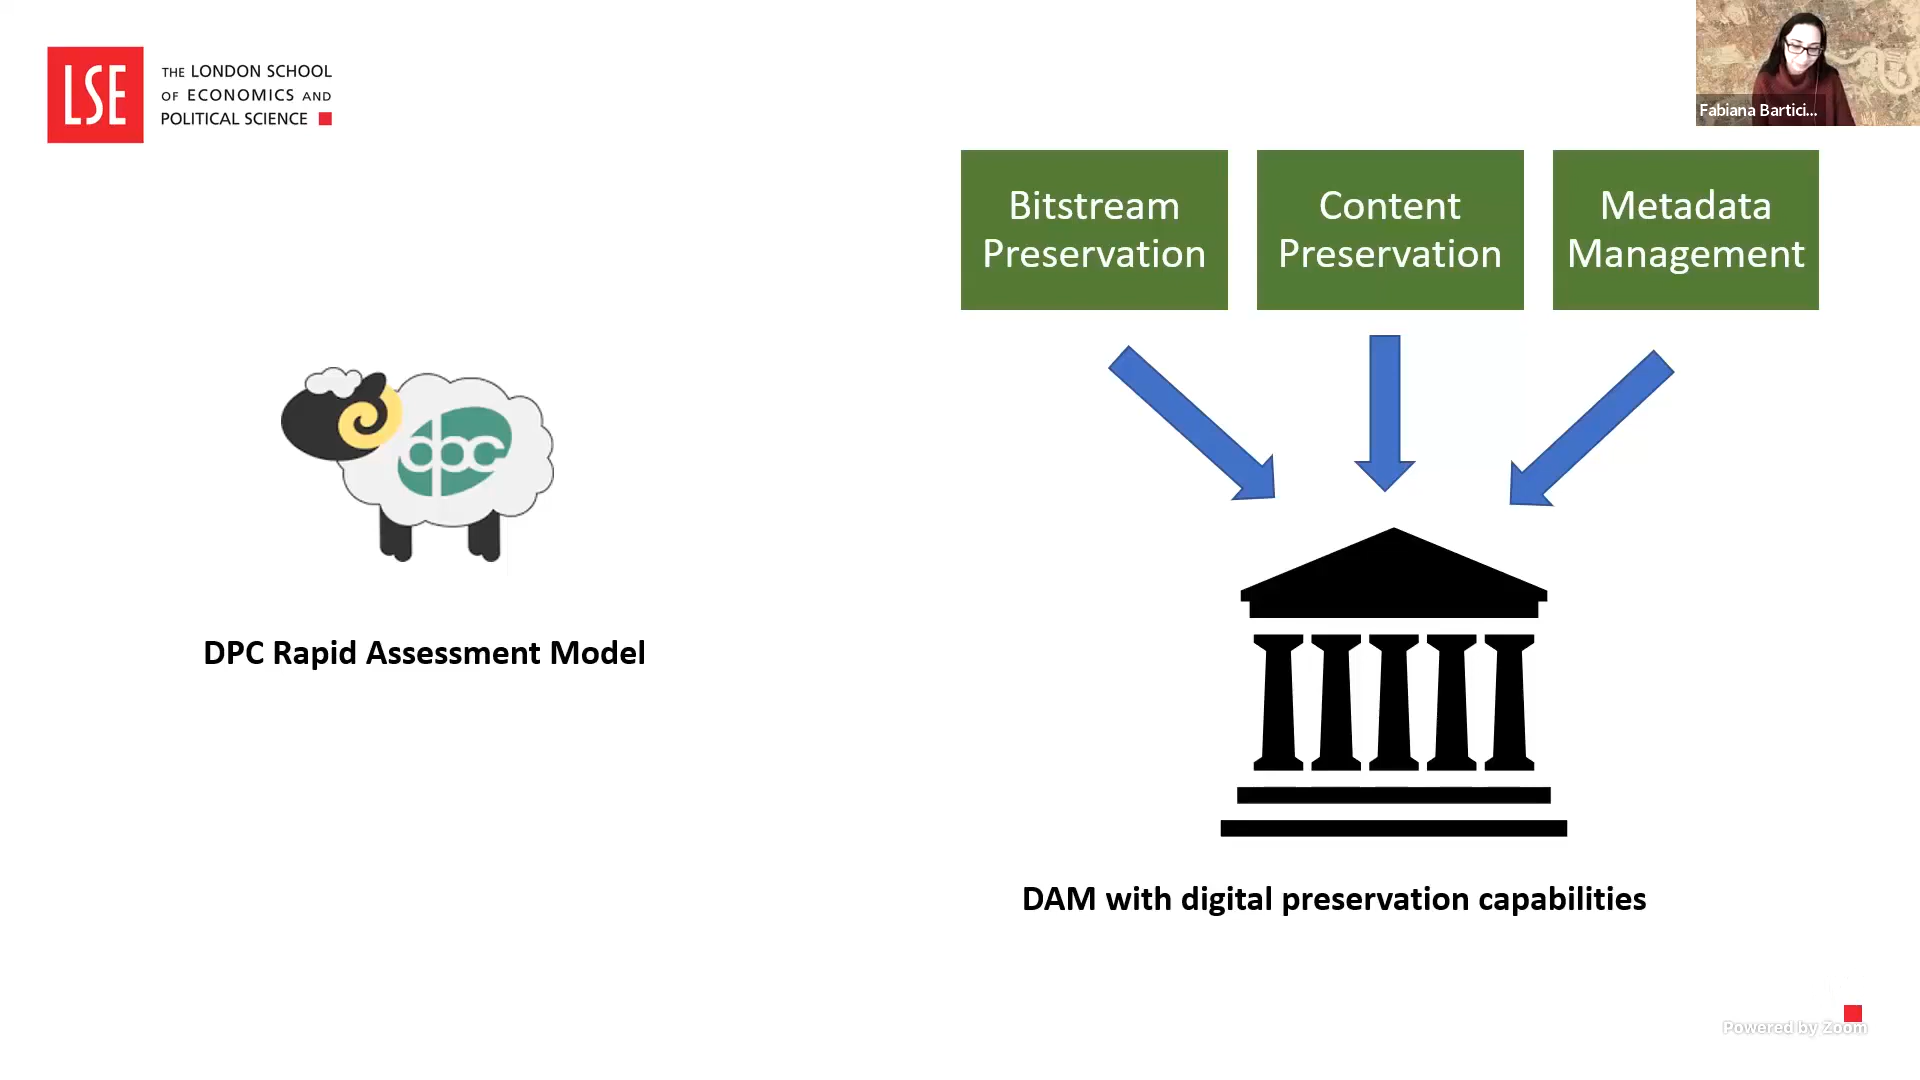 LSE
THE LONDON SCHOOL
OF ECONOMICS AND
POLITICAL SCIENCE
Fabiana Bartici...
Bitstream
Preservation
Content
Preservation
Metadata
Management
dpc
DPC Rapid Assessment Model
DAM with digital preservation capabilities
Powered by Zoom